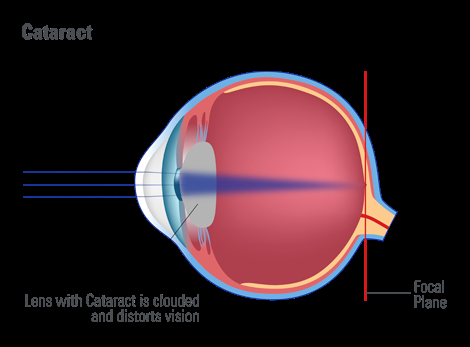 Cataract
Lens with Cataract is clouded
and distorts vision
Focal
Plane